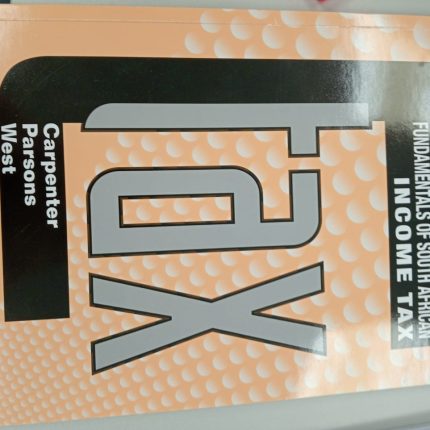 FUNDAMENTALS OF SOUTH AFRICAN
INCOME TAX
tax
Carpenter
Parsons
West